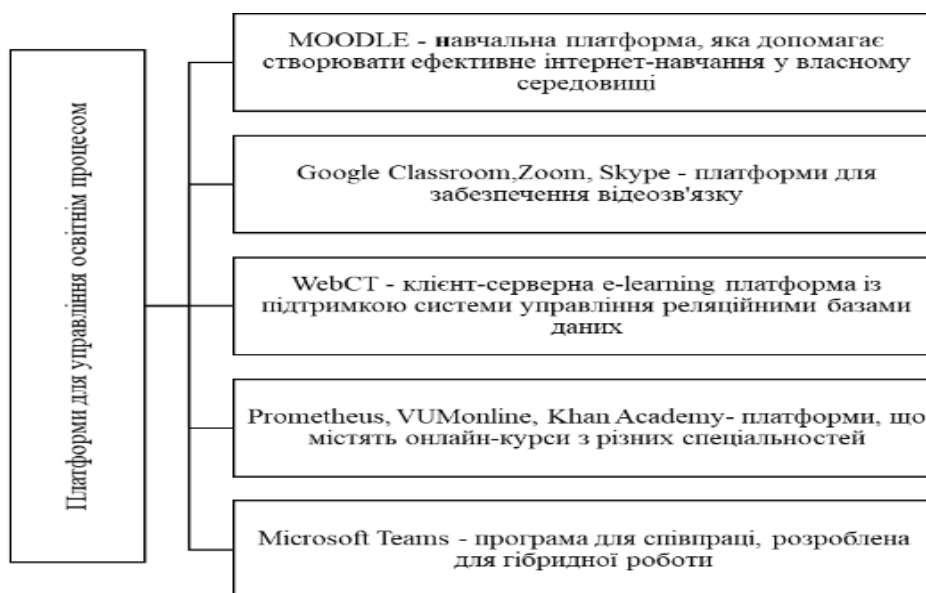 Платформи для управління освітнім процесом
MOODLE - навчальна платформа, яка допомагає
створювати ефективне інтернет-навчання у власному
середовищі
Google Classroom,Zoom, Skype - платформи для
забезпечення відеозв'язку
WebCT - клієнт-серверна e-learning платформа із
підтримкою системи управління реляційними базами
даних
Prometheus, VUMonline, Khan Academy- платформи, що
містять онлайн-курси з різних спеціальностей
Microsoft Teams - програма для співпраці, розроблена
для гібридної роботи